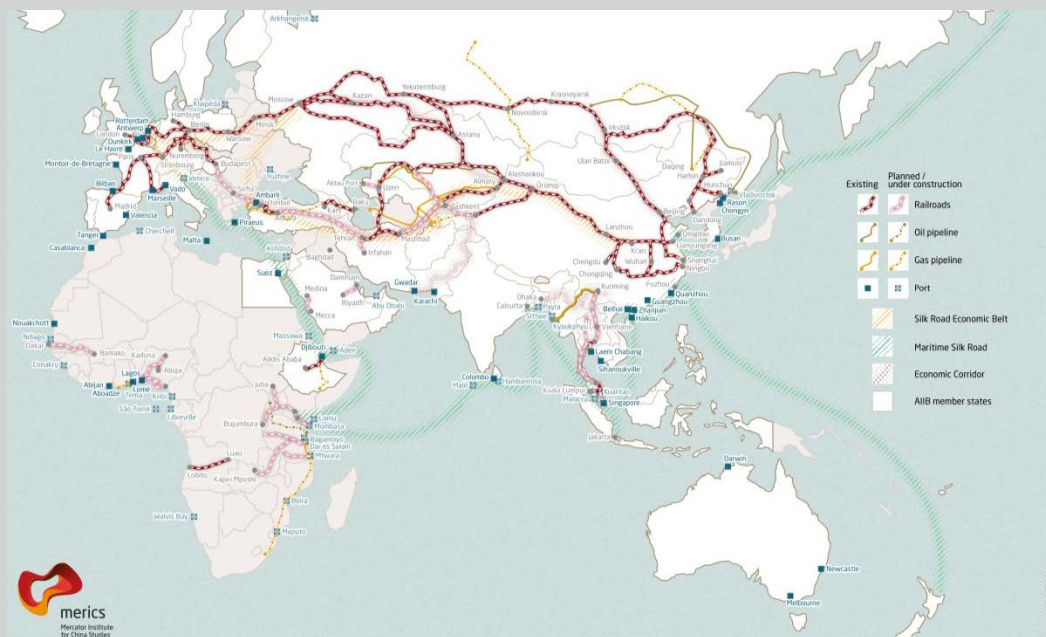 Arkhangelsk
Klaipėda
Moscow
Kazan
Yekaterinburg
Novosibirsk
Krasnoyarsk
Irkutsk
Hamburg
Rotterdam
Antwerp
London
Dunkirk
Le Havre
Berlin
Warsaw
Minsk
Montoir-de-Bretagne
Paris
Nuremberg
Strasbourg
Budapest
Astana
Ulan Bator
Daqing
Jiamusi
Harbin
Hunchun
Vladivostok
Rason
Chongjin
Venice
Bilbao
Vado
Marseille
Madrid
Valencia
Sofia
Yuzhne
Ambarli
Istanbul
Ankara
Kars
Baku
Aktau Port
Uzen
Almaty
Alashankou
Ürümqi
Tashkent
Beijing
Dandong
Qingdao
Lianyungang
Busan
Tanger
Casablanca
Cherchell
Malta
Piraeus
Ashdod
Suez
Baghdad
Tehran
Isfahan
Mashhad
Lanzhou
Xi'an
Wuhan
Chengdu
Chongqing
Shanghai
Ningbo
Fuzhou
Quanzhou
Guangzhou
Zhanjian
Beihai
Haikou
Kunming
Dammam
Riyadh
Medina
Mecca
Abu Dhabi
Gwadar
Karachi
Calcutta
Dhaka
Payra
Sittwe
Kyaukphyu
Vientiane
Laem Chabang
Sihanoukville
Nouakchott
Ndiago
Dakar
Conakry
Bamako
Kaduna
Abuja
Lagos
Lomé
Tema
Abijan
Aboadze
Kribi
São Tomé
Libreville
Massawa
Aden
Djibouti
Addis Ababa
Juba
Bujumbura
Lamu
Mombasa
Bagamoyo
Dar es Salam
Mtwara
Colombo
Hambantota
Malé
Kuala Lumpur
Kuantan
Malacca
Singapore
Jakarta
Luau
Lobito
Kapiri Mposhi
Walvis Bay
Beira
Maputo
Darwin
Newcastle
Melbourne
Existing
Planned /
under construction
Railroads
Oil pipeline
Gas pipeline
Port
Silk Road Economic Belt
Maritime Silk Road
Economic Corridor
AIIB member states
merics
Mercator Institute
for China Studies